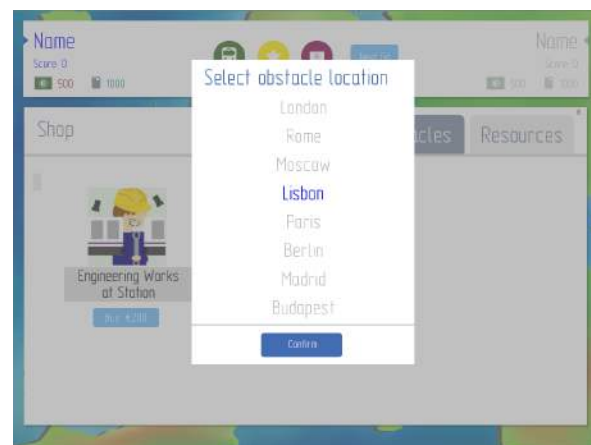 Name
Score 0
500 1000
Name
Score 0
500 1000
Select obstacle location
London
Rome
Moscow
Lisbon
Paris
Berlin
Madrid
Budapest
Confirm
Shop
Resources
Engineering Works
at Station